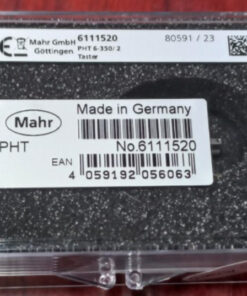 CE Mahr GmbH 6111520 80591 / 23
Göttingen PHT 6-350/ 2
Taster
Made in Germany
Mahr
PHT No.6111520
EAN
4 059192 056063